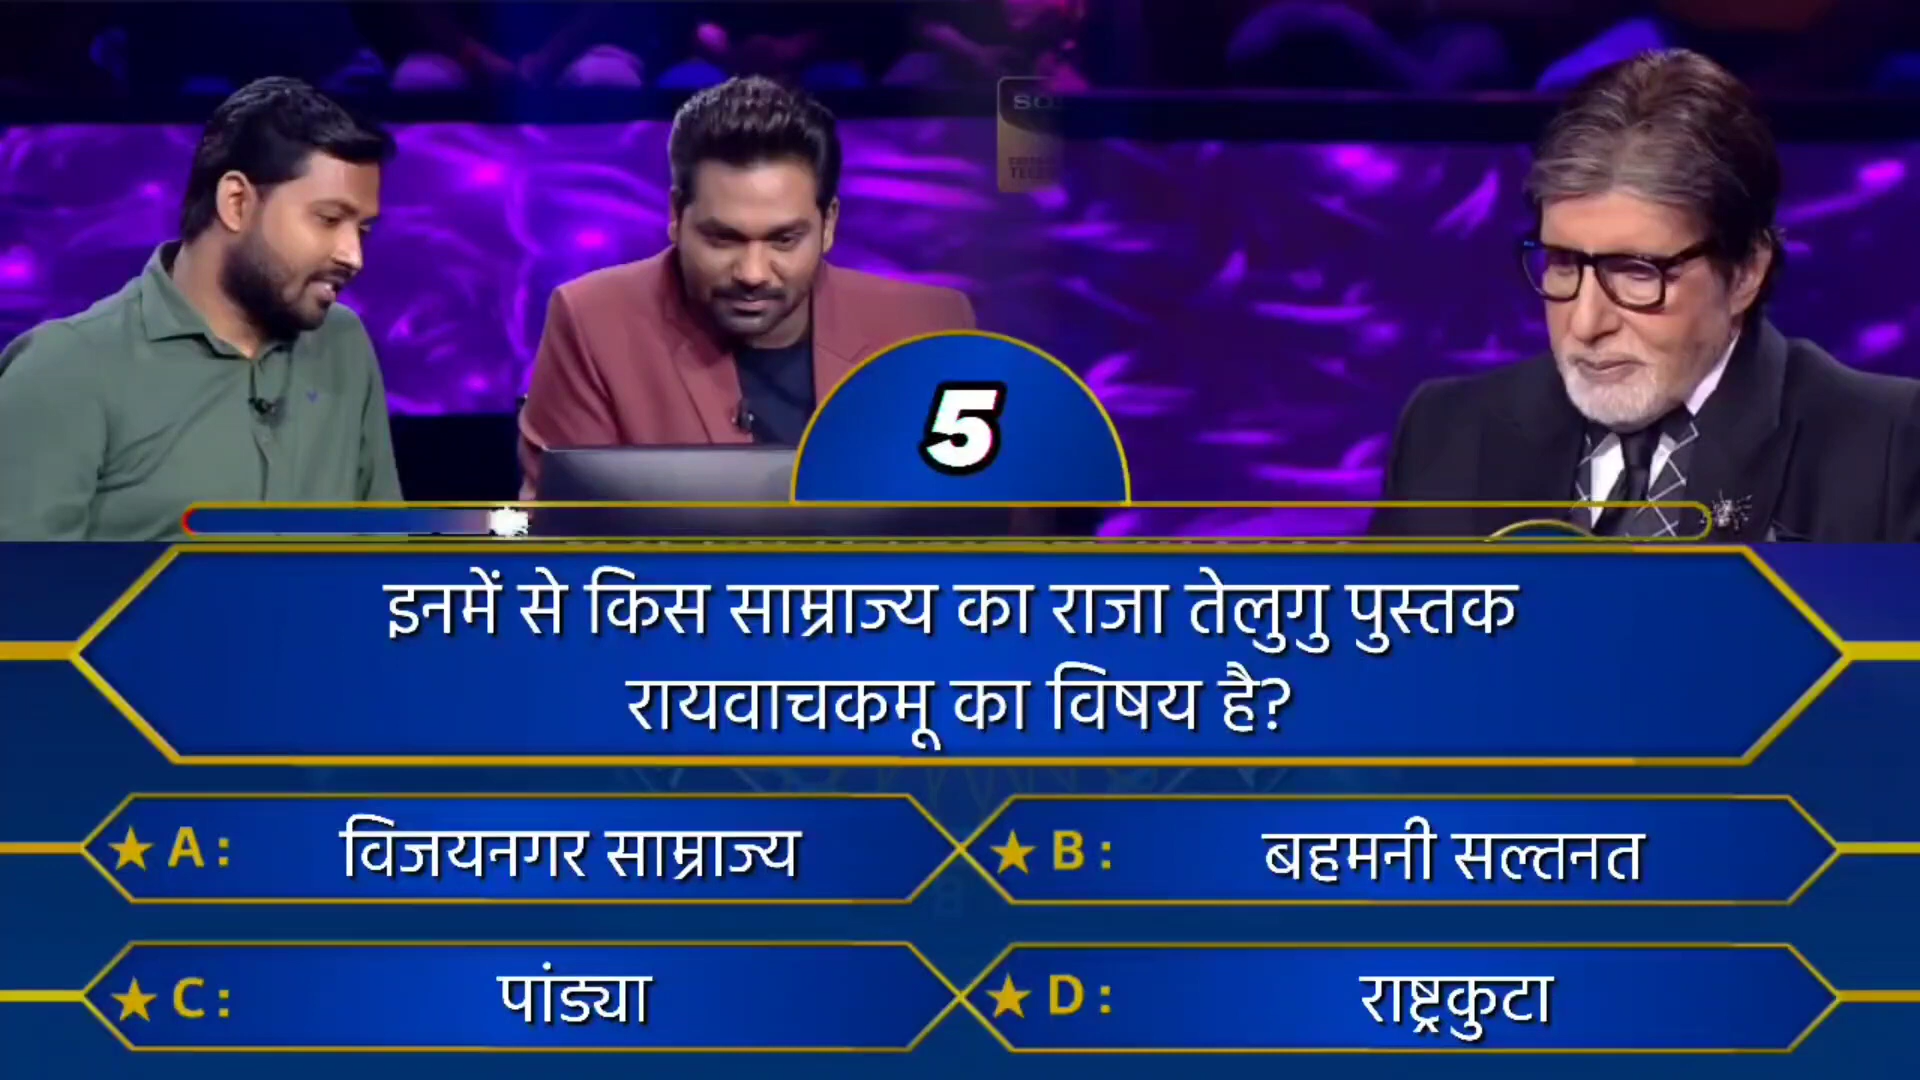 5
इनमें से किस साम्राज्य का राजा तेलुगु पुस्तक
रायवाचकमू का विषय है?
A: विजयनगर साम्राज्य
B: बहमनी सल्तनत
C: पांड्या
D: राष्ट्रकुटा